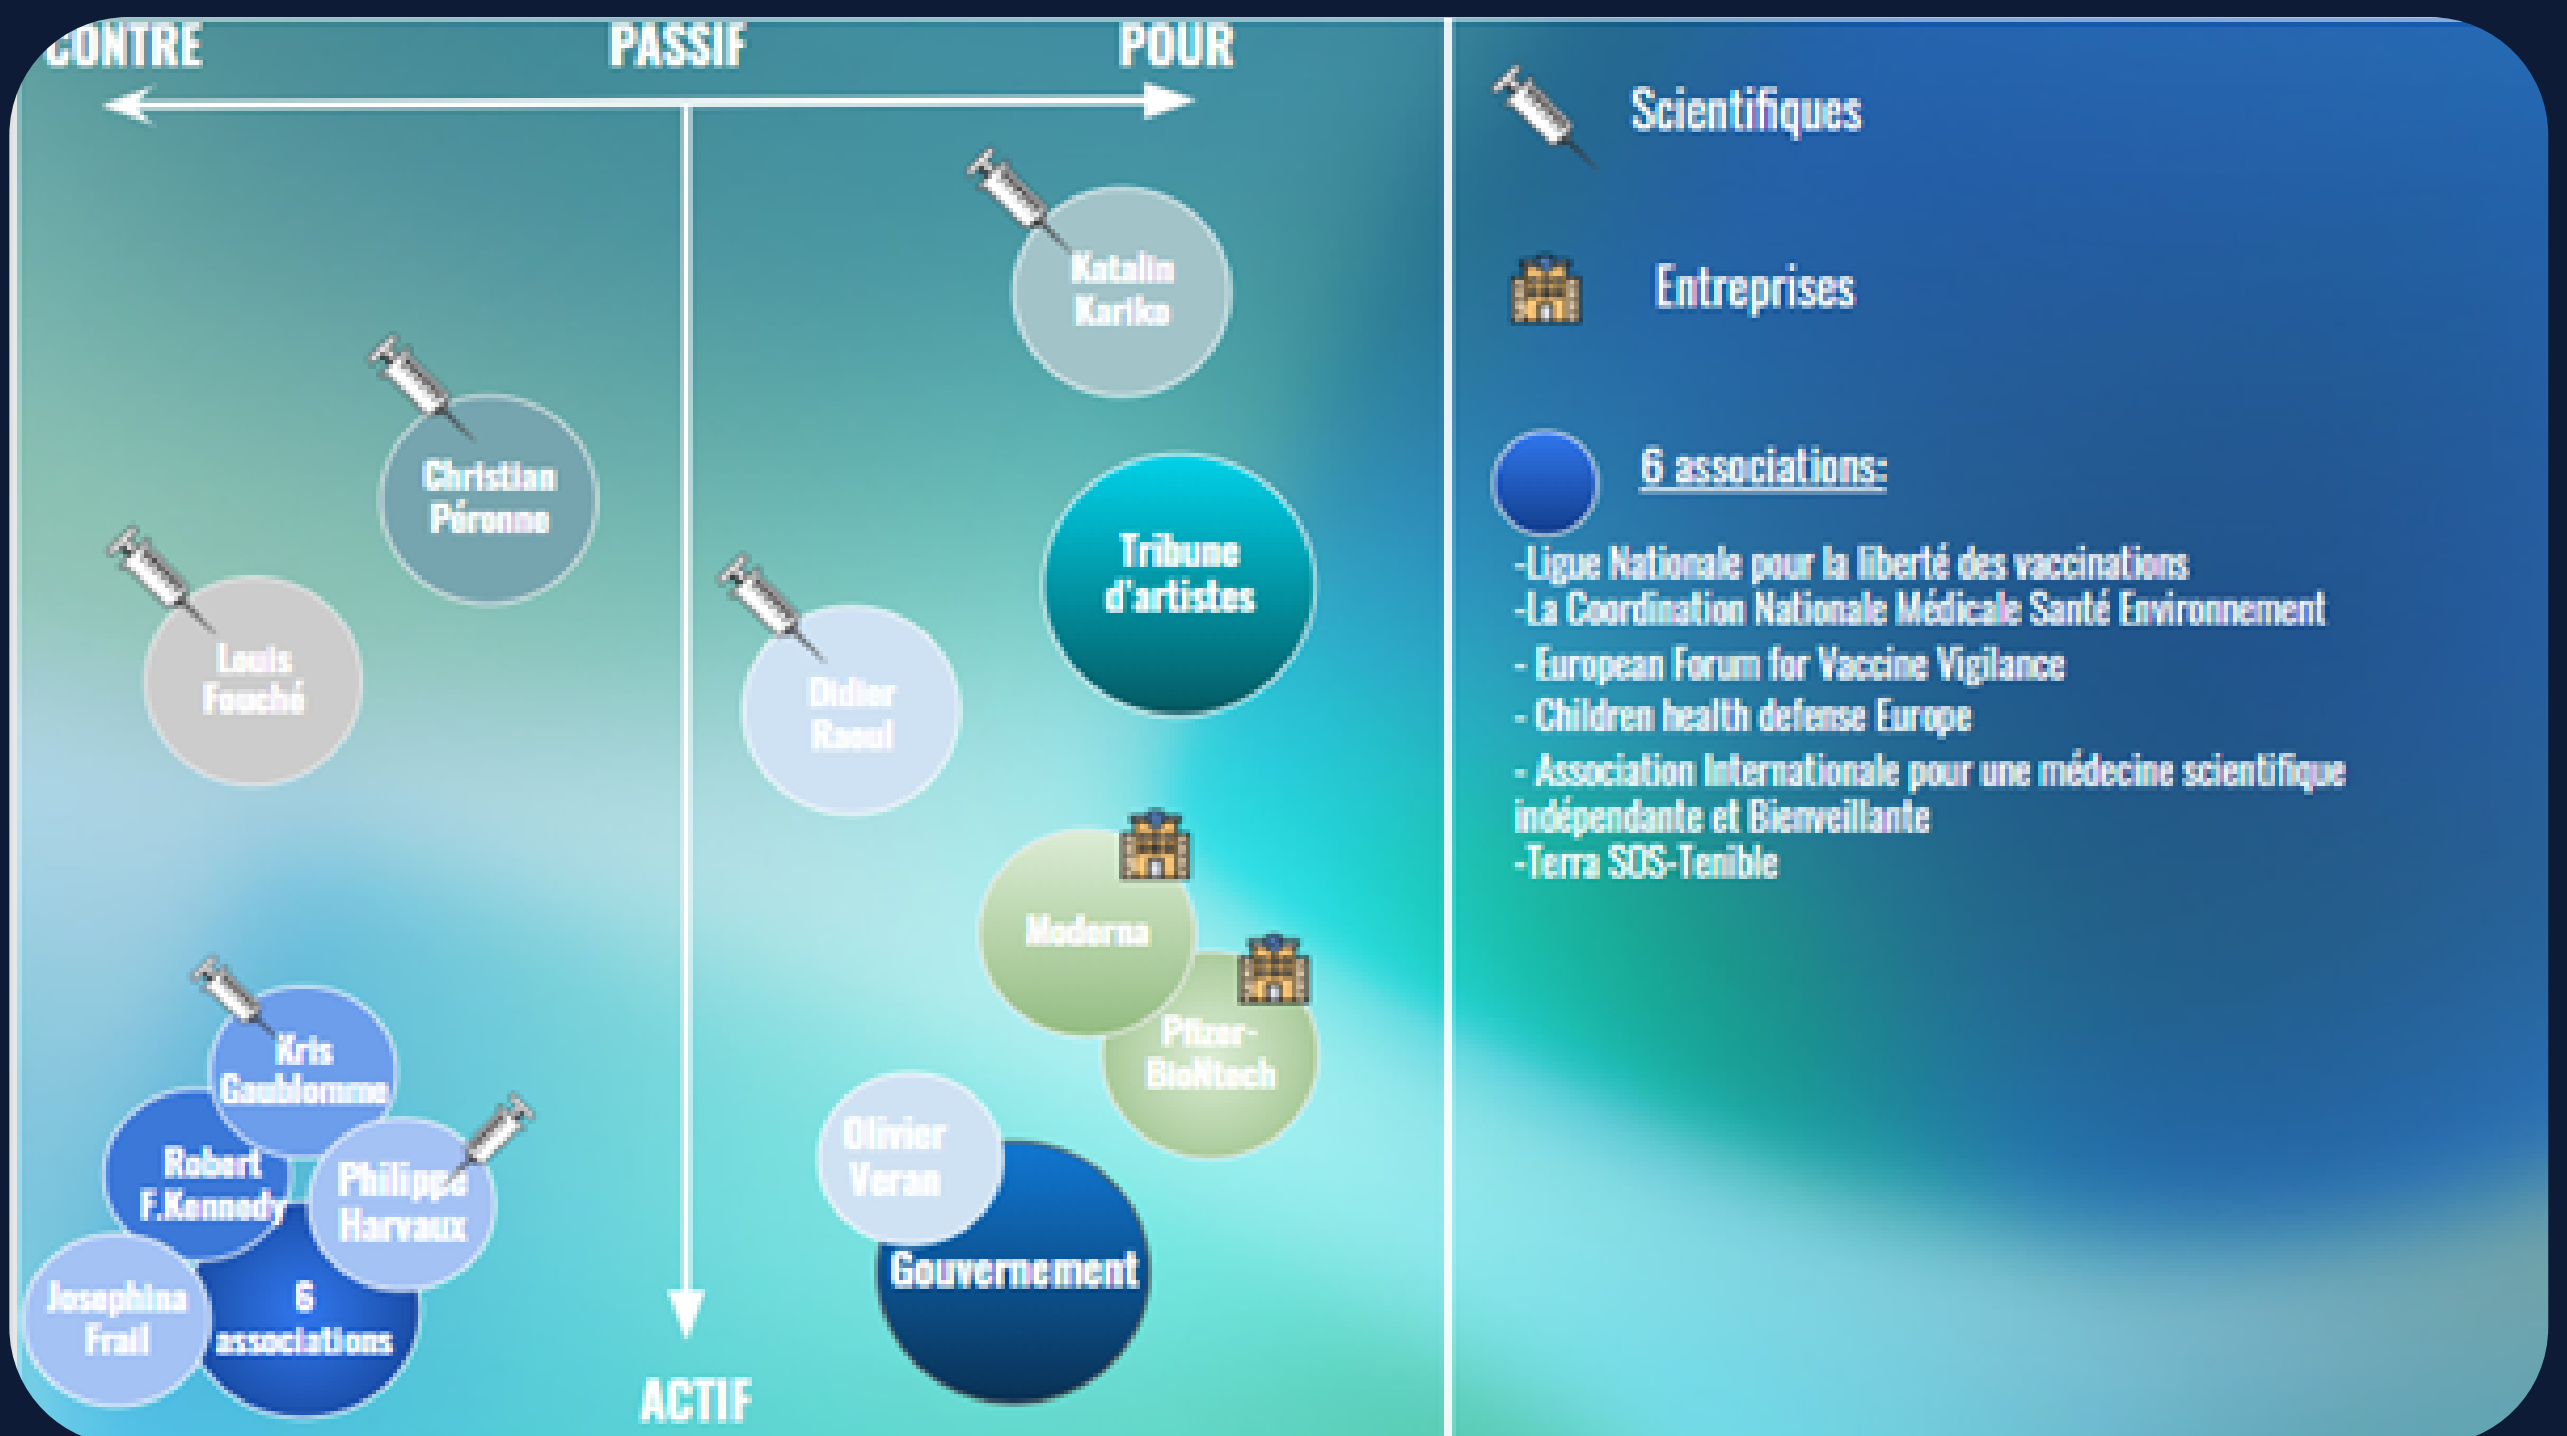 CONTRE
PASSIF
POUR
Katalin
Kariko
Christian
Péronne
Tribune
d'artistes
Louis
Fouché
Didier
Raoul
Moderna
Pfizer-
BioNtech
Kris
Gaublomme
Olivier
Veran
Robert
F.Kennedy
Philippe
Harvaux
Gouvernement
Josephina
Frail
6
associations
ACTIF
Scientifiques
Entreprises
6 associations:
-Ligue Nationale pour la liberté des vaccinations
-La Coordination Nationale Médicale Santé Environnement
- European Forum for Vaccine Vigilance
- Children health defense Europe
- Association Internationale pour une médecine scientifique
indépendante et Bienveillante
-Terra SOS-Tenible